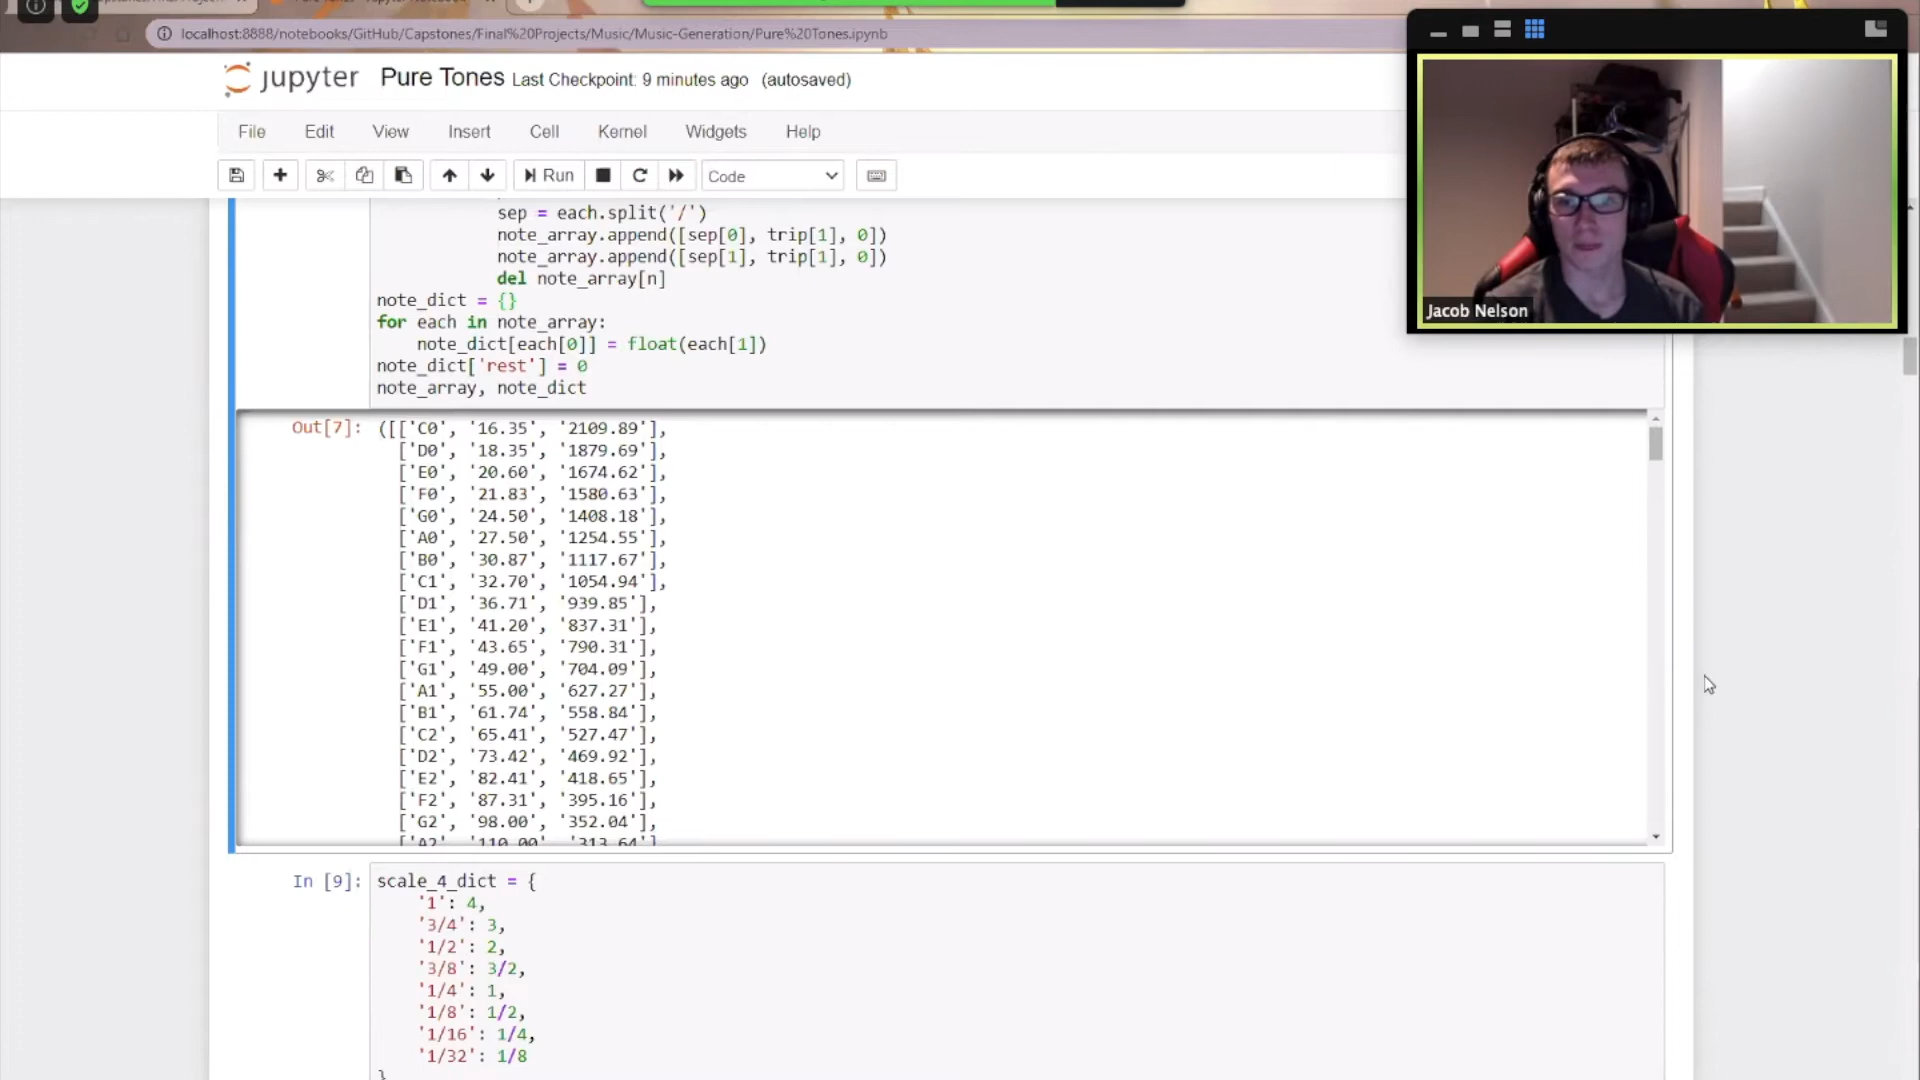 localhost:8888/notebooks/GitHub/Capstones/Final%20Projects/Music/Music-Generation/Pure%20Tones.ipynb
jupyter Pure Tones Last Checkpoint: 9 minutes ago (autosaved)
File Edit View Insert Cell Kernel Widgets Help
Run Code
Jacob Nelson
sep = each.split('/')
note_array.append([sep[0], trip[1], 0])
note_array.append([sep[1], trip[1], 0])
del note_array[n]
note_dict = {}
for each in note_array:
note_dict[each[0]] = float(each[1])
note_dict['rest'] = 0
note_array, note_dict
Out[7]: ([['C0', '16.35', '2109.89'],
['D0', '18.35', '1879.69'],
['E0', '20.60', '1674.62'],
['F0', '21.83', '1580.63'],
['G0', '24.50', '1408.18'],
['A0', '27.50', '1254.55'],
['B0', '30.87', '1117.67'],
['C1', '32.70', '1054.94'],
['D1', '36.71', '939.85'],
['E1', '41.20', '837.31'],
['F1', '43.65', '790.31'],
['G1', '49.00', '704.09'],
['A1', '55.00', '627.27'],
['B1', '61.74', '558.84'],
['C2', '65.41', '527.47'],
['D2', '73.42', '469.92'],
['E2', '82.41', '418.65'],
['F2', '87.31', '395.16'],
['G2', '98.00', '352.04'],
['A2', '110.00', '313.64']
In [9]: scale_4_dict = {
'1': 4,
'3/4': 3,
'1/2': 2,
'3/8': 3/2,
'1/4': 1,
'1/8': 1/2,
'1/16': 1/4,
'1/32': 1/8
}